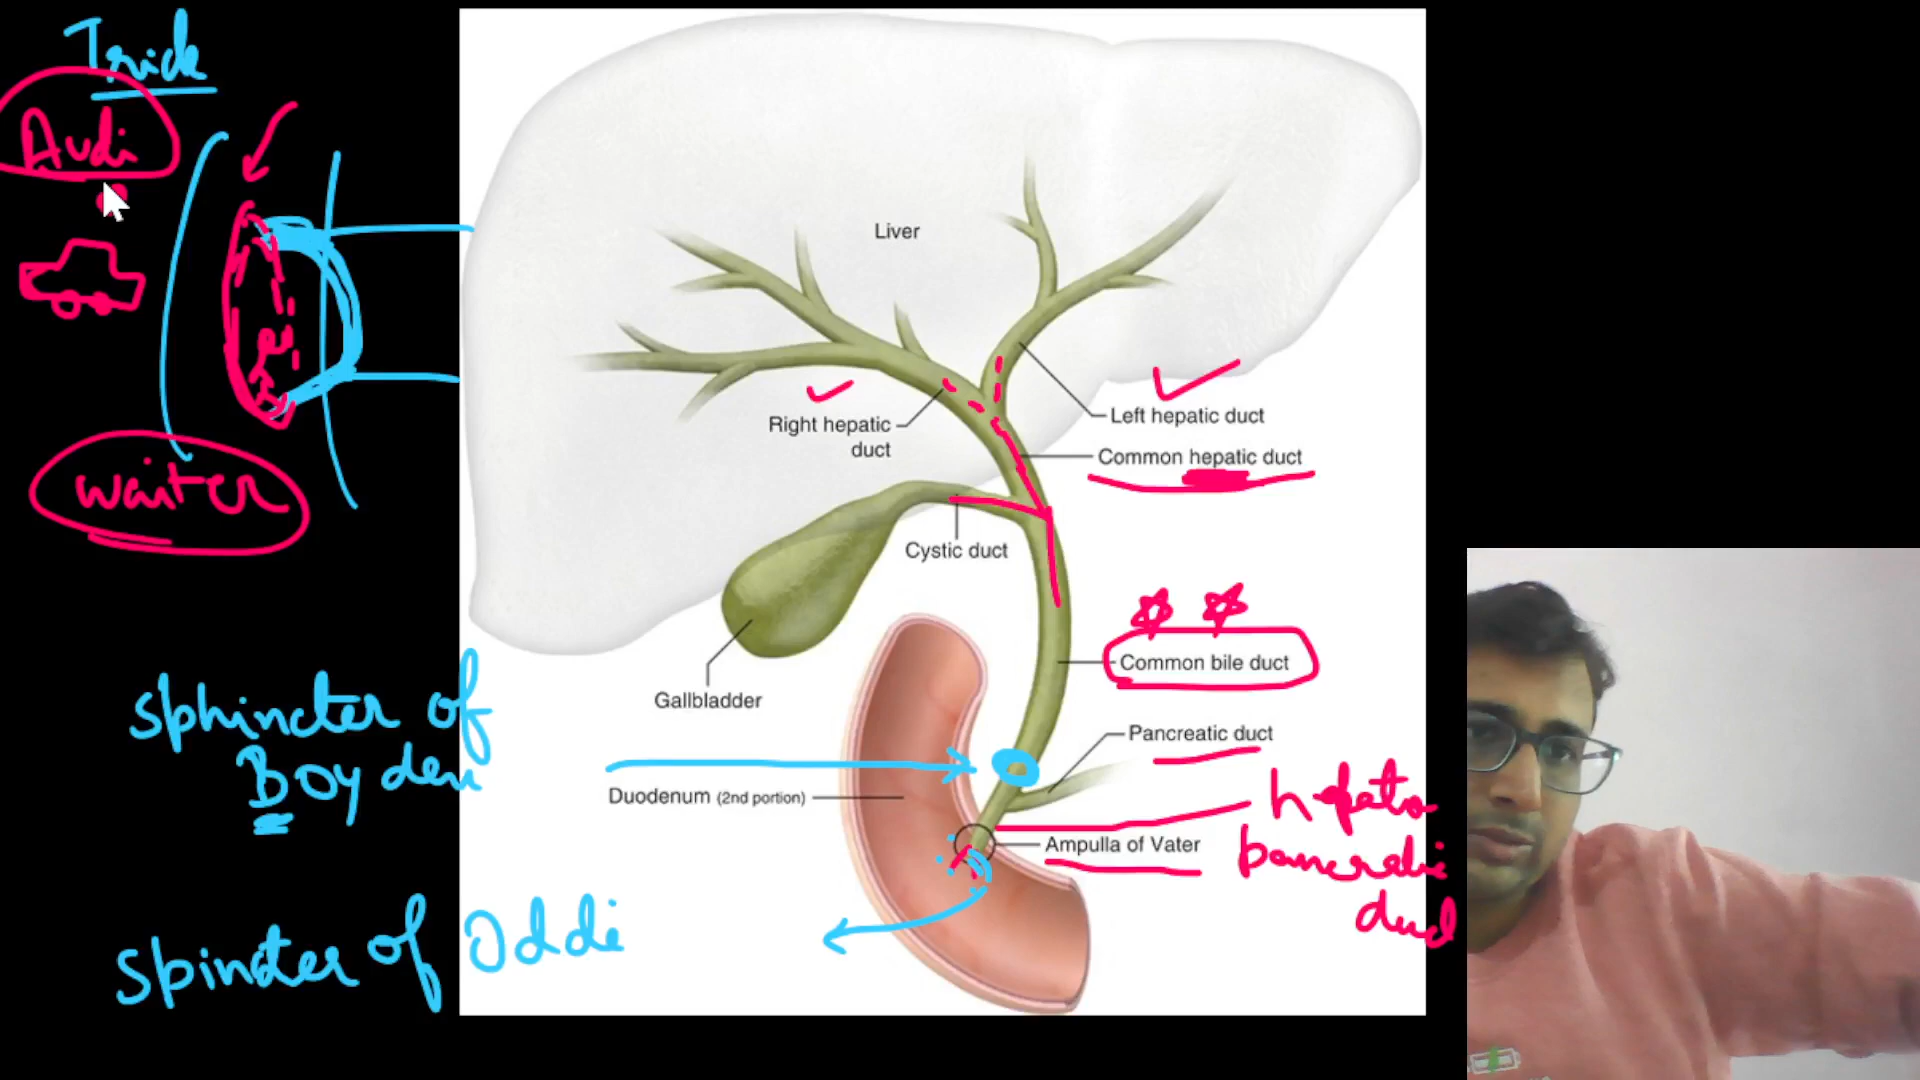 Trick
Audi
waiter
Liver
Right hepatic
duct
Left hepatic duct
Common hepatic duct
Cystic duct
Common bile duct
Gallbladder
sphincter of
Boyden
Pancreatic duct
Duodenum (2nd portion)
Ampulla of Vater
hepato
pancreatic
duct
spincter of Oddi